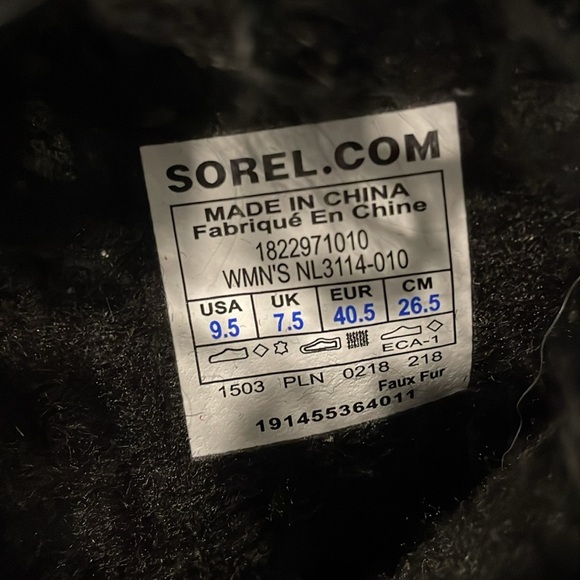 SOREL.COM
MADE IN CHINA
Fabriqué En Chine
1822971010
WMN'S NL3114-010
USA UK EUR CM
9.5 7.5 40.5 26.5
ECA-1
1503 PLN 0218 218
Faux Fur
191455364011